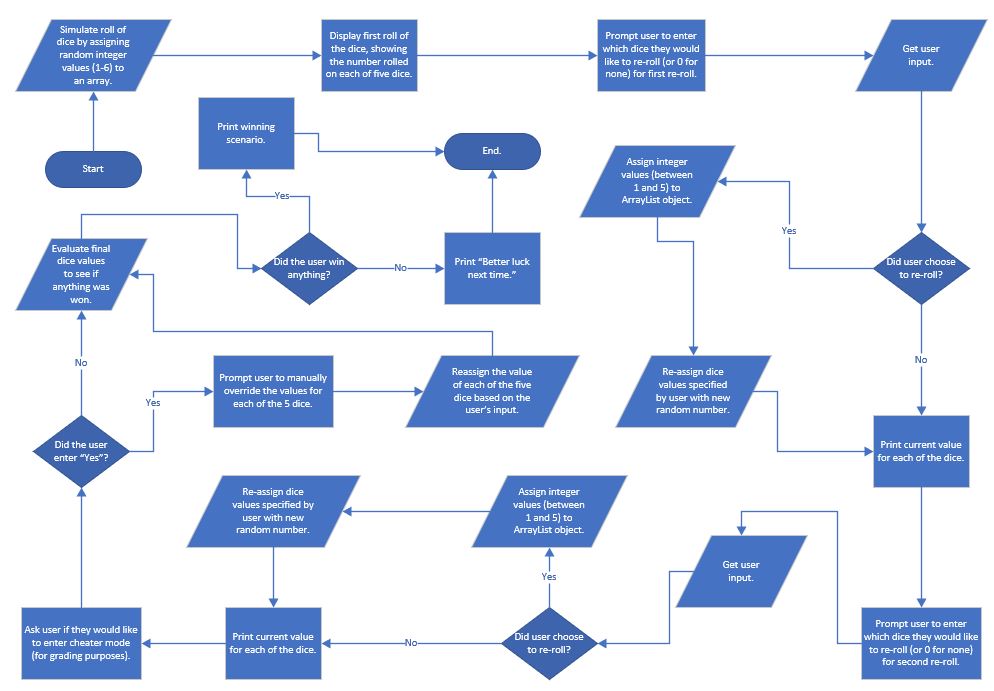 Simulate roll of
dice by assigning
random integer
values (1-6) to
an array.
Display first roll of
the dice, showing
the number rolled
on each of five dice.
Prompt user to enter
which dice they would
like to re-roll (or 0 for
none) for first re-roll.
Get user
input.
Start
Print winning
scenario.
End.
Assign integer
values (between
1 and 5) to
ArrayList object.
Yes
Yes
Evaluate final
dice values
to see if
anything was
won.
Did the user win
anything?
No
Print “Better luck
next time.”
Did user choose
to re-roll?
No
No
Prompt user to manually
override the values for
each of the 5 dice.
Reassign the value
of each of the five
dice based on the
user’s input.
Re-assign dice
values specified
by user with new
random number.
Yes
Did the user
enter “Yes”?
Print current value
for each of the dice.
Re-assign dice
values specified by
user with new
random number.
Assign integer
values (between
1 and 5) to
ArrayList object.
Get user
input.
Yes
Ask user if they would like
to enter cheater mode
(for grading purposes).
Print current value
for each of the dice.
No
Did user choose
to re-roll?
Prompt user to enter
which dice they would like
to re-roll (or 0 for none)
for second re-roll.